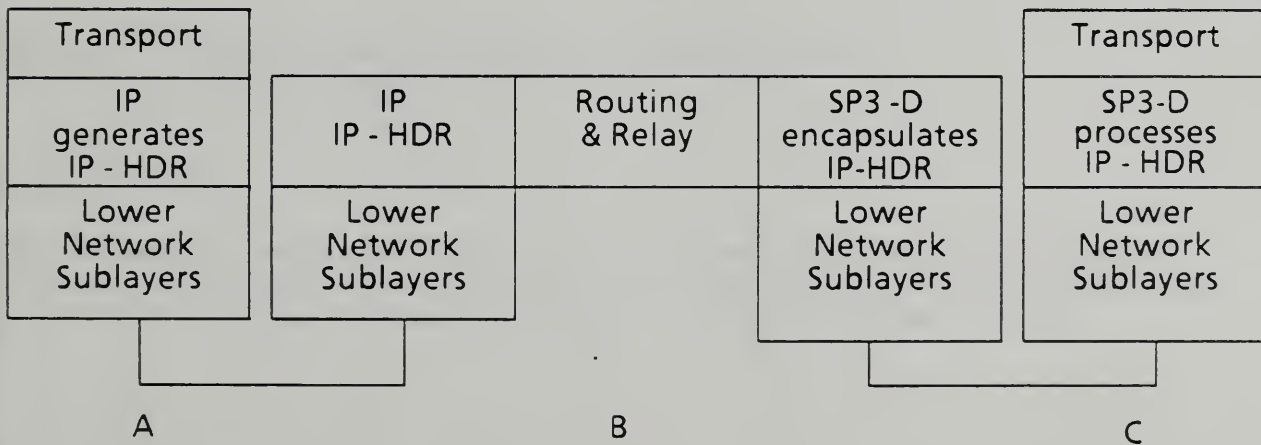 Transport
IP
generates
IP - HDR
Lower
Network
Sublayers
IP
IP - HDR
Lower
Network
Sublayers
Routing
& Relay
SP3 -D
encapsulates
IP-HDR
Lower
Network
Sublayers
Transport
SP3-D
processes
IP - HDR
Lower
Network
Sublayers
A
B
C